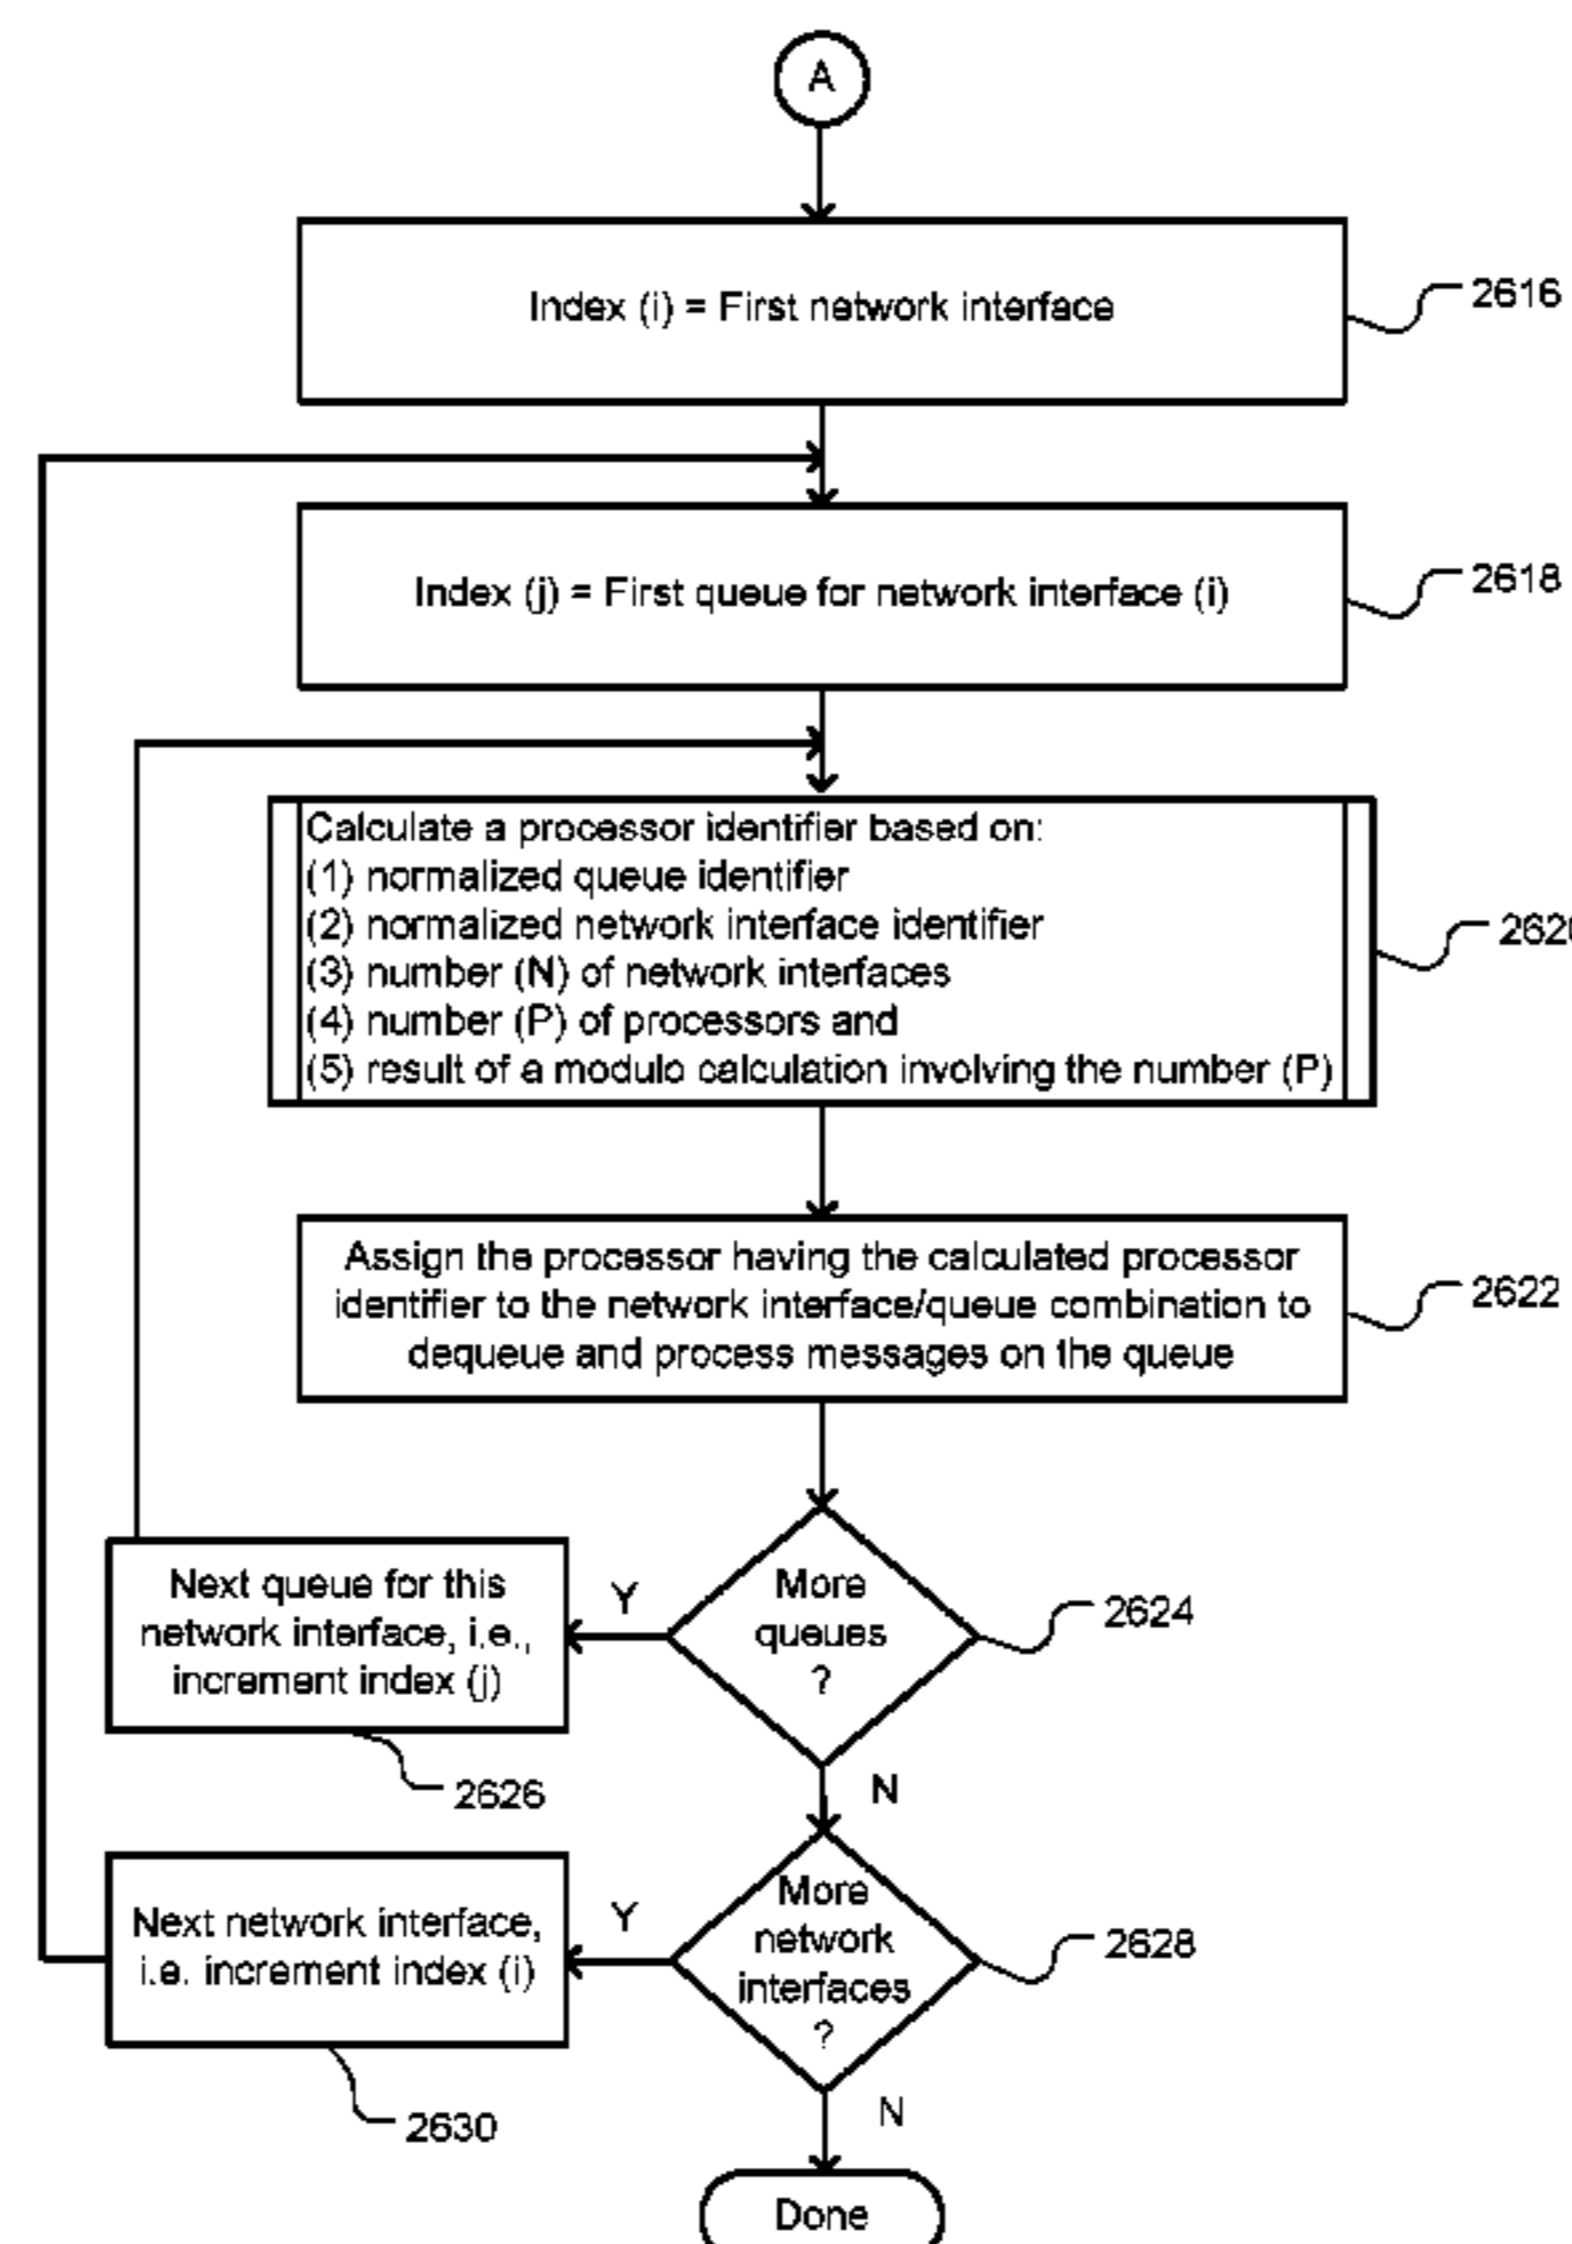 A
Index (i) = First network interface
2616
Index (j) = First queue for network interface (i)
2618
Calculate a processor identifier based on:
(1) normalized queue identifier
(2) normalized network interface identifier
(3) number (N) of network interfaces
(4) number (P) of processors and
(5) result of a modulo calculation involving the number (P)
2620
Assign the processor having the calculated processor
identifier to the network interface/queue combination to
dequeue and process messages on the queue
2622
More
queues
?
2624
Y
Next queue for this
network interface, i.e.,
increment index (j)
2626
N
More
network
interfaces
?
2628
Y
Next network interface,
i.e. increment index (i)
2630
N
Done